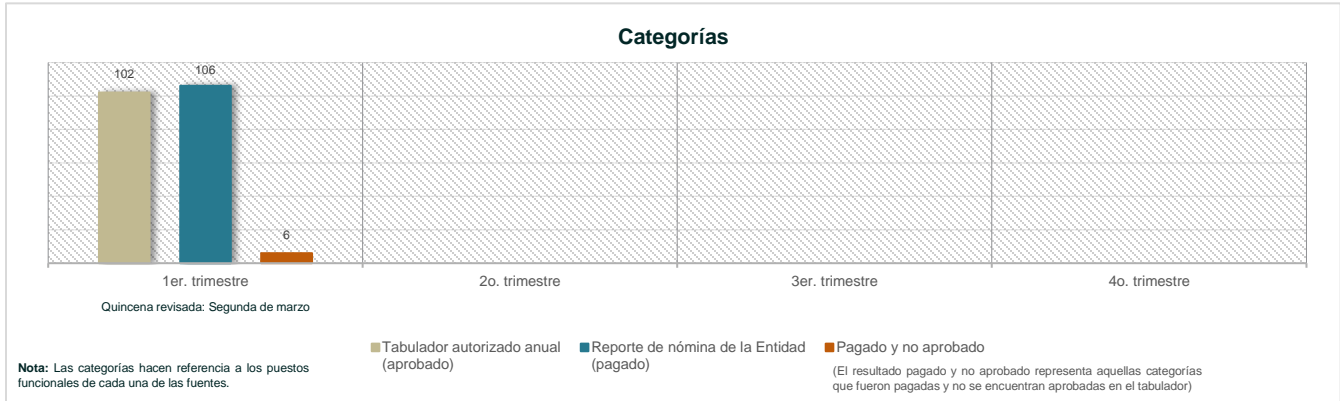 Categorías
102
106
6
1er. trimestre
2o. trimestre
3er. trimestre
4o. trimestre
Quincena revisada: Segunda de marzo
Tabulador autorizado anual
(aprobado)
Reporte de nómina de la Entidad
(pagado)
Pagado y no aprobado
(El resultado pagado y no aprobado representa aquellas categorías
que fueron pagadas y no se encuentran aprobadas en el tabulador)
Nota: Las categorías hacen referencia a los puestos
funcionales de cada una de las fuentes.